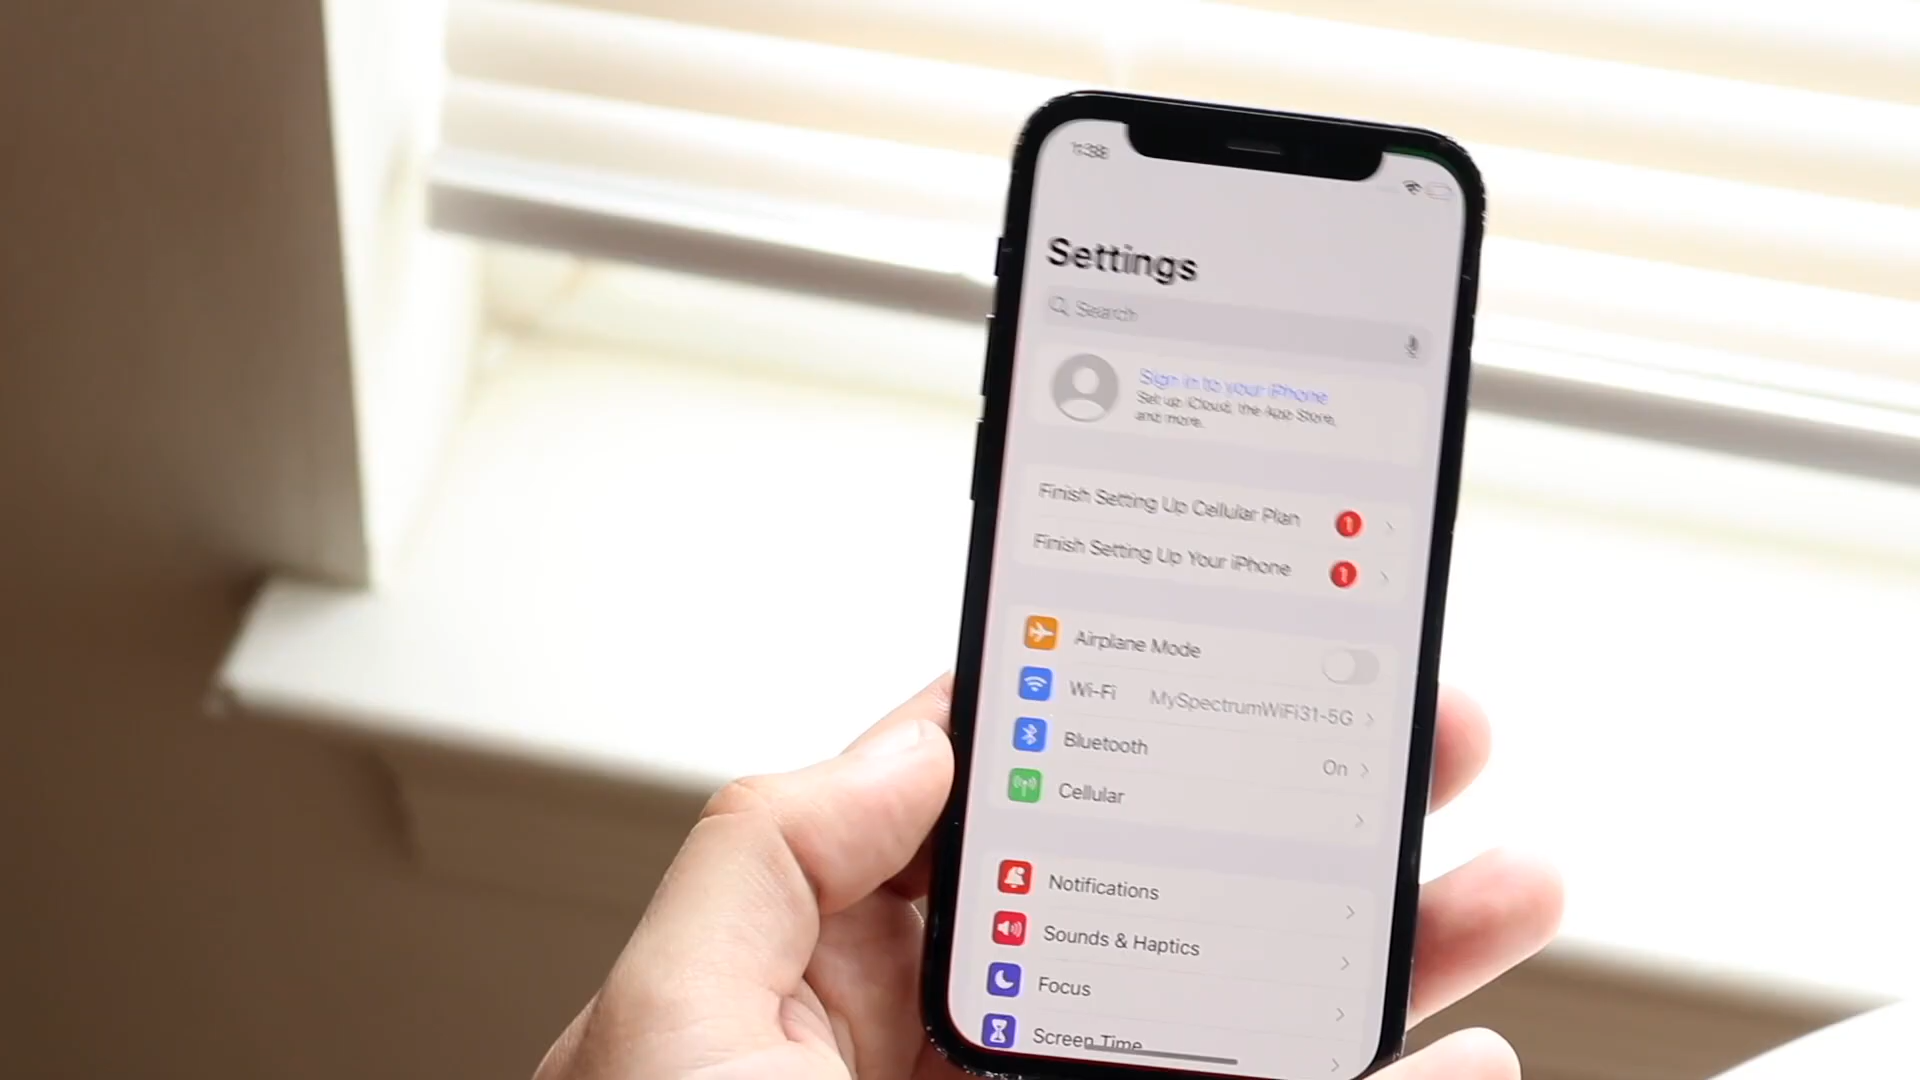 Settings
Search
Sign in to your iPhone
Set up iCloud, the App Store,
and more.
Finish Setting Up Cellular Plan 1
Finish Setting Up Your iPhone 1
Airplane Mode
Wi-Fi MySpectrumWiFi31-5G
Bluetooth On
Cellular
Notifications
Sounds & Haptics
Focus
Screen Time